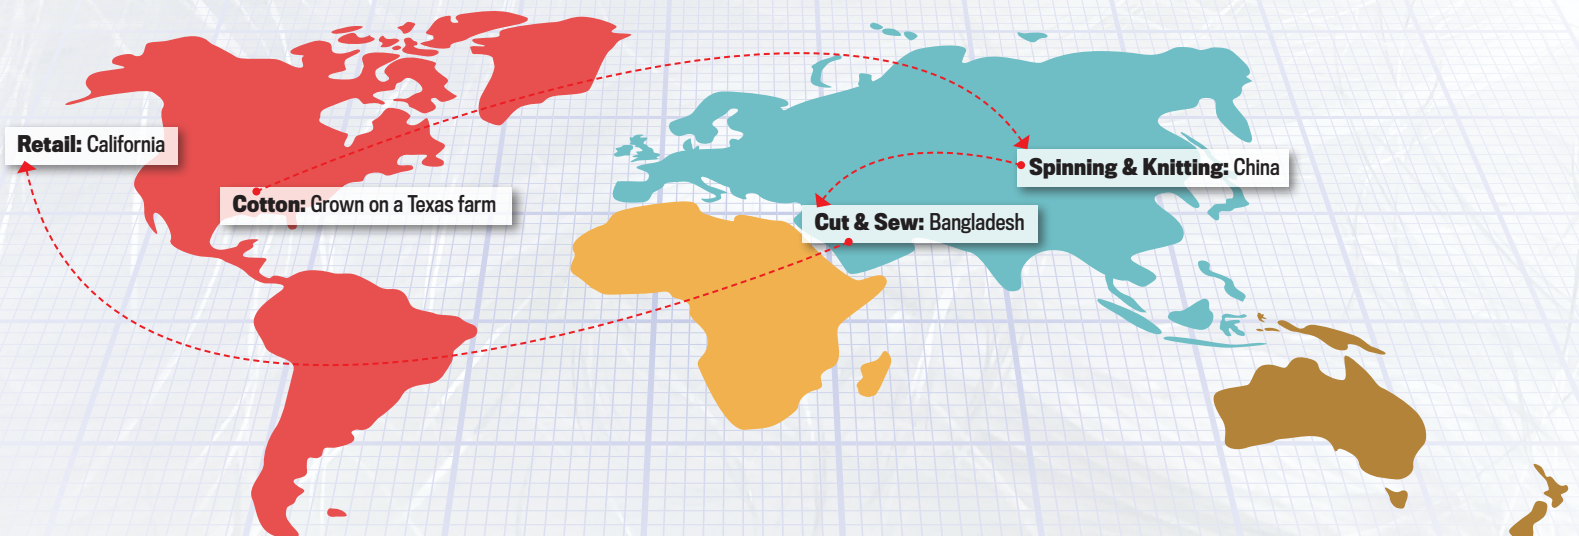 Retail: California
Cotton: Grown on a Texas farm
Spinning & Knitting: China
Cut & Sew: Bangladesh